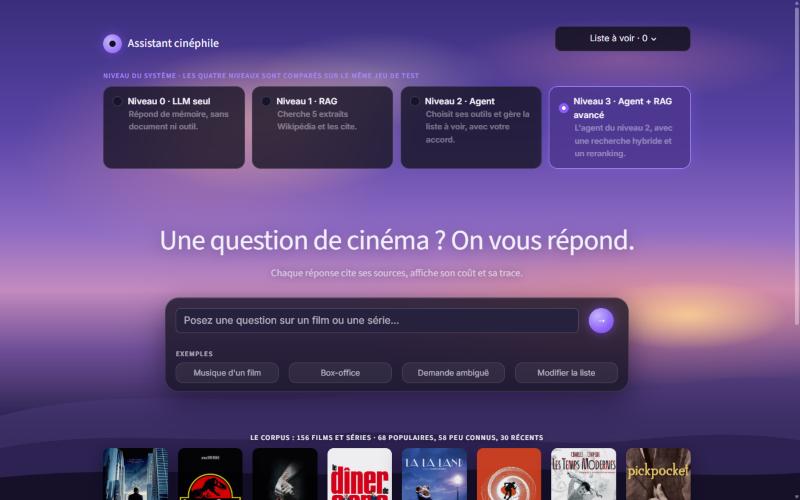 Assistant cinéphile
Liste à voir · 0
NIVEAU DU SYSTÈME · LES QUATRE NIVEAUX SONT COMPARÉS SUR LE MÊME JEU DE TEST
Niveau 0 · LLM seul
Répond de mémoire, sans
document ni outil.
Niveau 1 · RAG
Cherche 5 extraits
Wikipédia et les cite.
Niveau 2 · Agent
Choisit ses outils et gère la
liste à voir, avec votre
accord.
Niveau 3 · Agent + RAG
avancé
L'agent du niveau 2, avec
une recherche hybride et
un reranking.
Une question de cinéma ? On vous répond.
Chaque réponse cite ses sources, affiche son coût et sa trace.
Posez une question sur un film ou une série...
→
EXEMPLES
Musique d'un film
Box-office
Demande ambiguë
Modifier la liste
LE CORPUS : 156 FILMS ET SÉRIES · 68 POPULAIRES, 58 PEU CONNUS, 30 RÉCENTS
le
dîner
de
LA LA LAND
LES TEMPS MODERNES
pickpocket